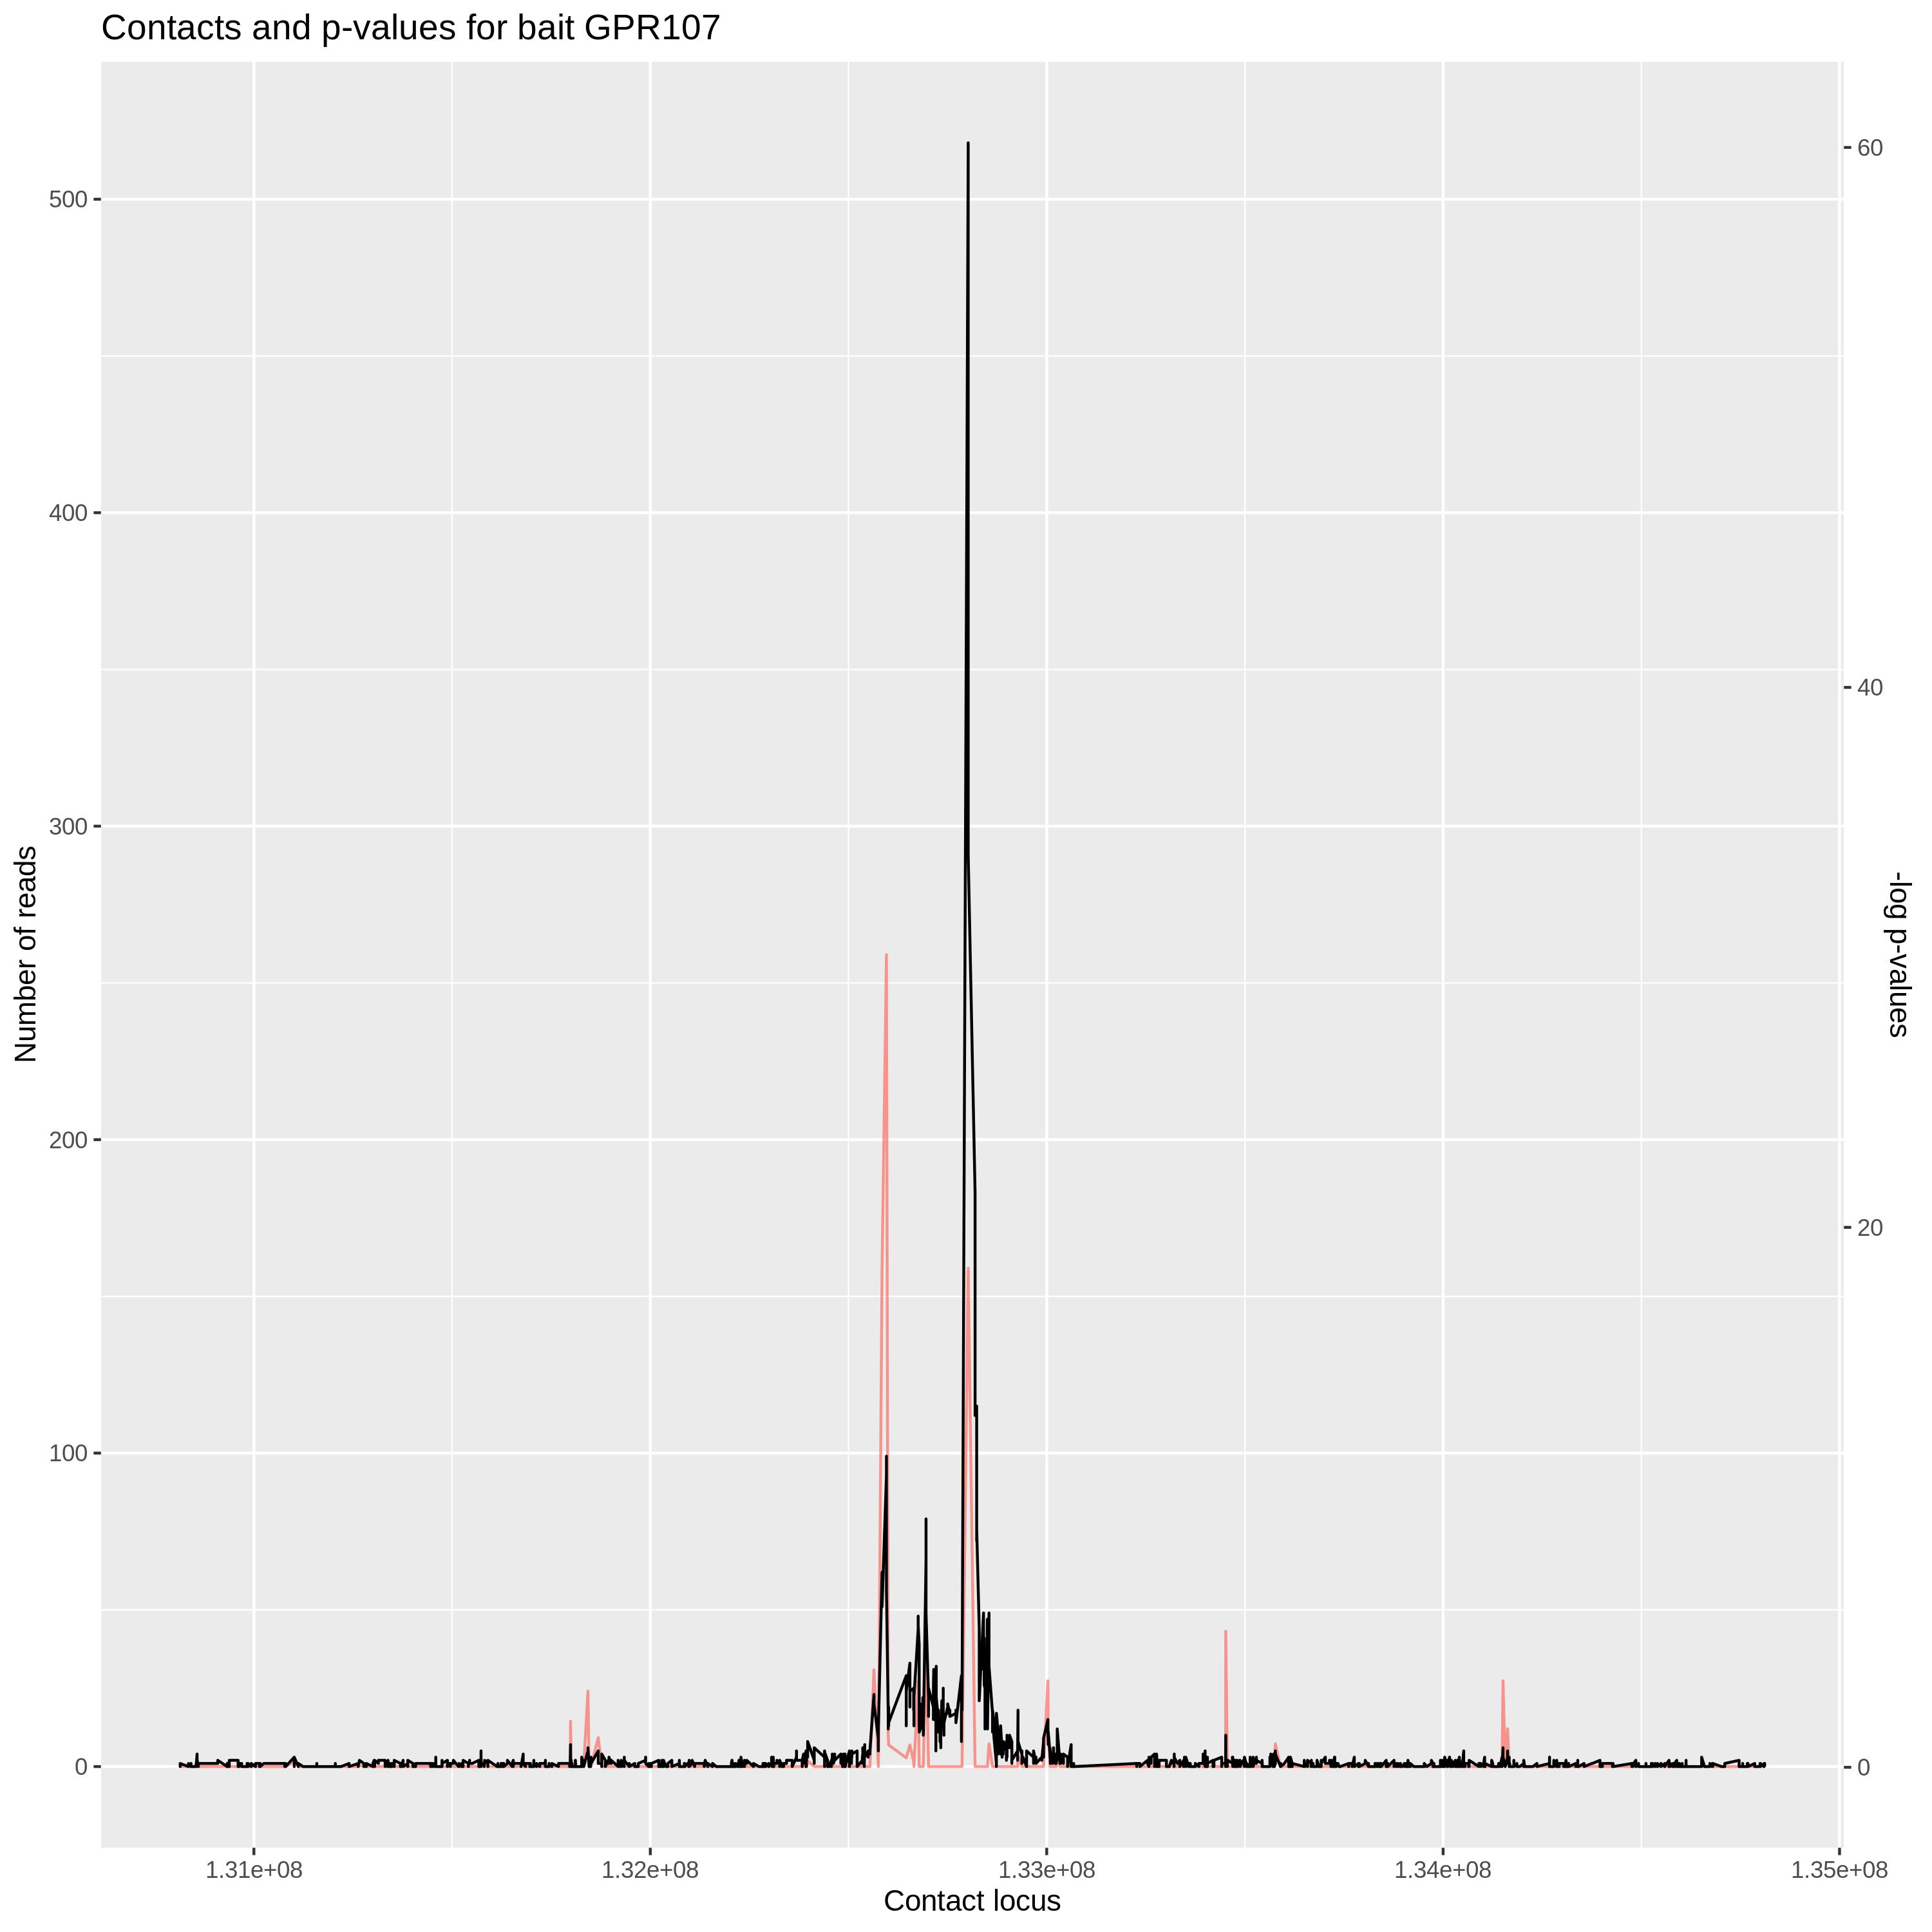 Contacts and p-values for bait GPR107
Number of reads
500
400
300
200
100
0
60
40
20
0
-log p-values
1.31e+08
1.32e+08
1.33e+08
1.34e+08
1.35e+08
Contact locus